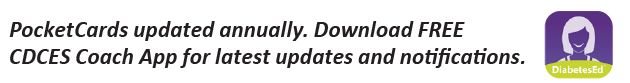 PocketCards updated annually. Download FREE
CDCES Coach App for latest updates and notifications.
DiabetesEd